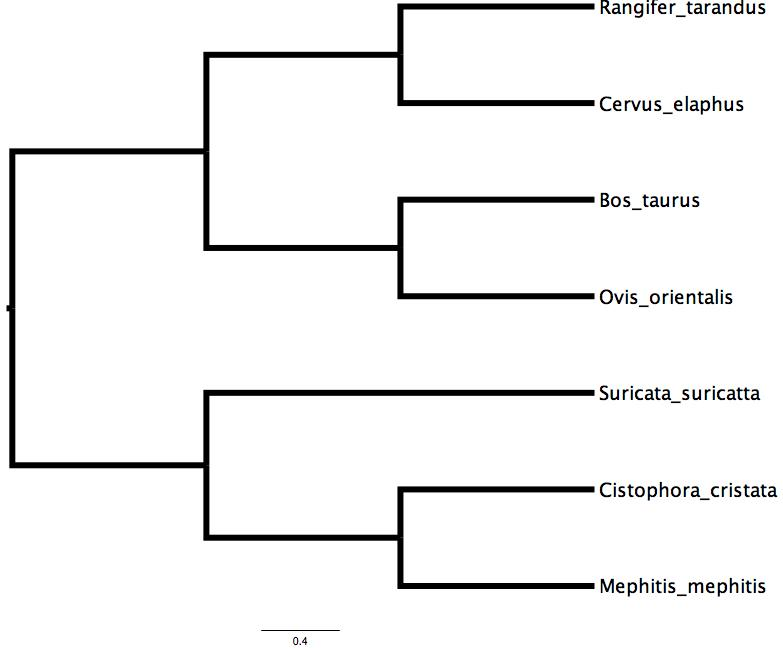 Rangifer_tarandus
Cervus_elaphus
Bos_taurus
Ovis_orientalis
Suricata_suricatta
Cistophora_cristata
Mephitis_mephitis
0.4